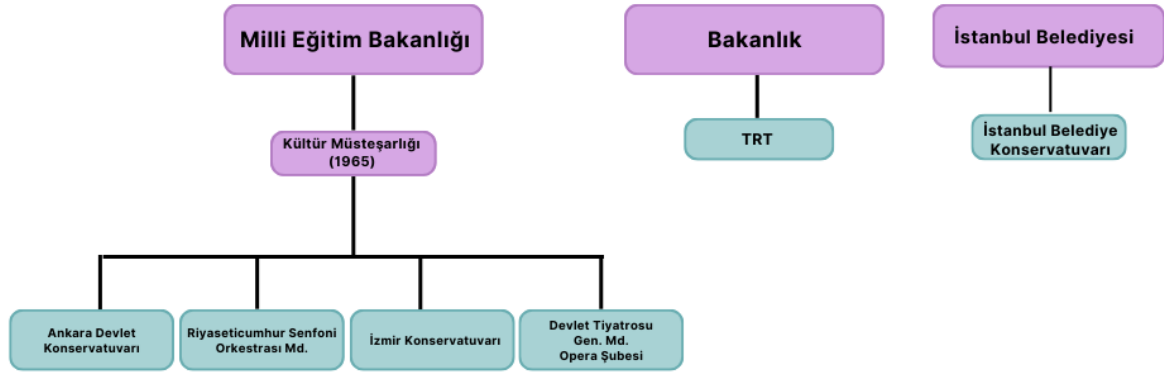 Milli Eğitim Bakanlığı
Bakanlık
İstanbul Belediyesi
Kültür Müsteşarlığı
(1965)
TRT
İstanbul Belediye
Konservatuvarı
Ankara Devlet
Konservatuvarı
Riyaseticumhur Senfoni
Orkestrası Md.
İzmir Konservatuvarı
Devlet Tiyatrosu
Gen. Md.
Opera Şubesi